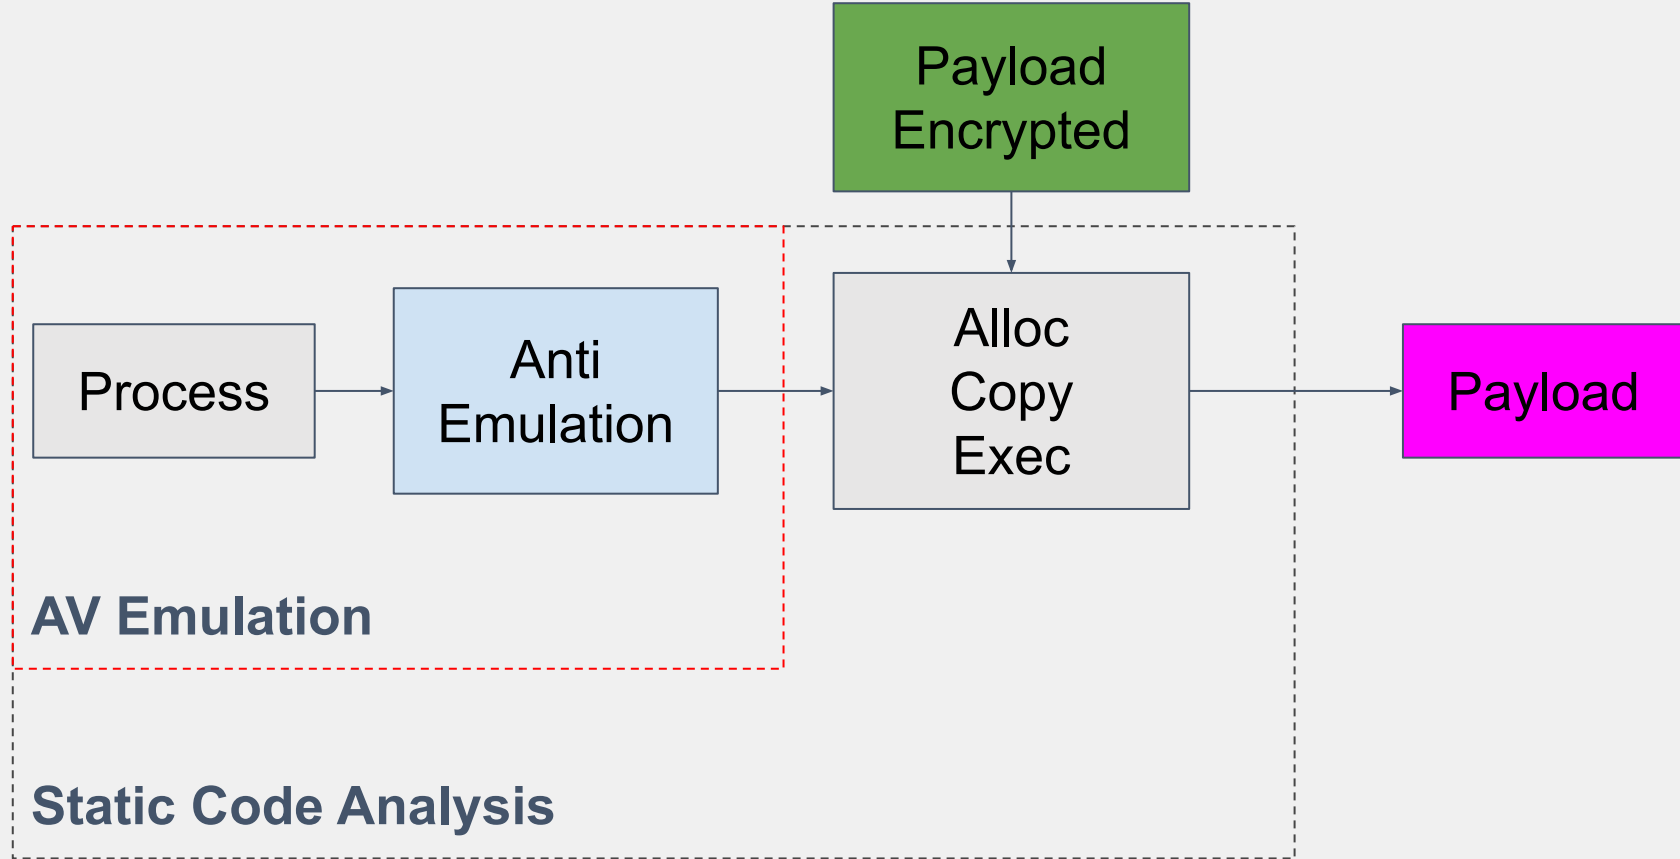 Payload
Encrypted
Process
Anti
Emulation
Alloc
Copy
Exec
Payload
AV Emulation
Static Code Analysis